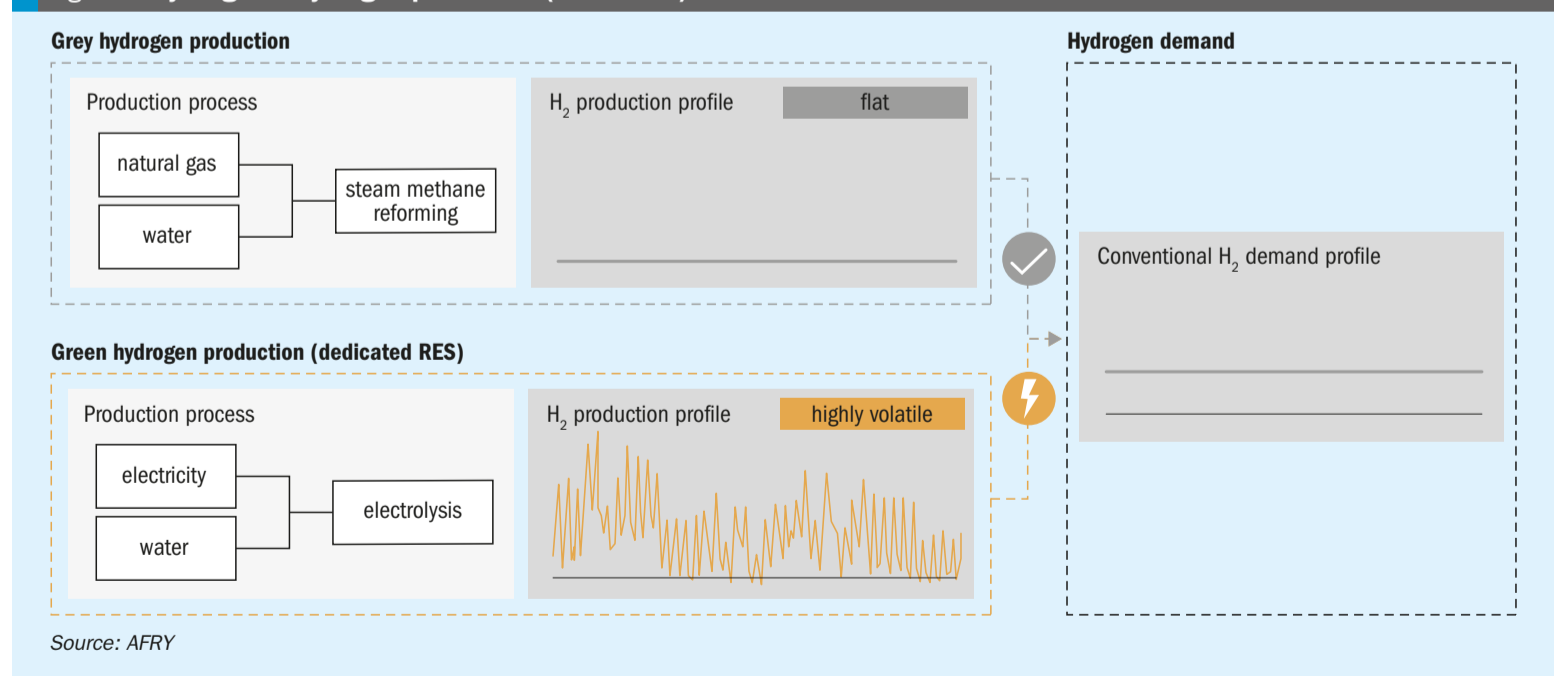 Grey hydrogen production
Production process
natural gas
water
steam methane
reforming
H₂ production profile
flat
Hydrogen demand
Conventional H₂ demand profile
Green hydrogen production (dedicated RES)
Production process
electricity
water
electrolysis
H₂ production profile
highly volatile
Source: AFRY